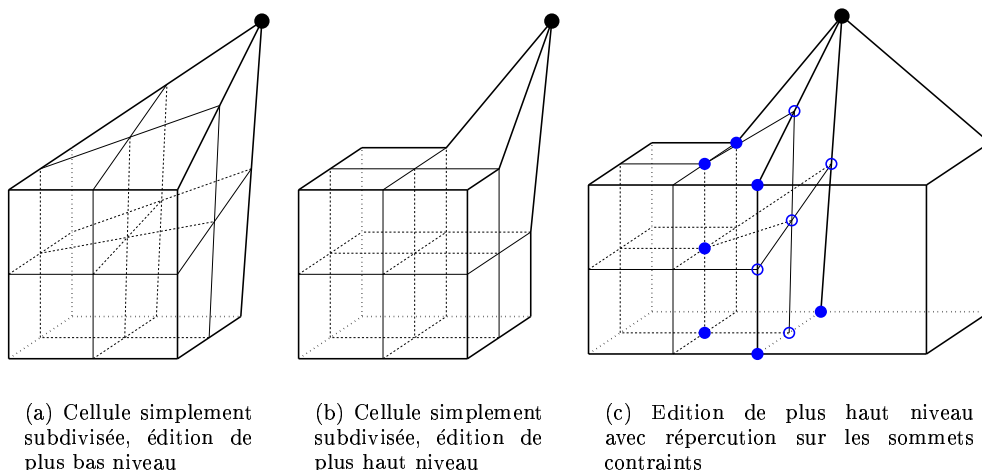 (a) Cellule simplement
subdivisée, édition de
plus bas niveau
(b) Cellule simplement
subdivisée, édition de
plus haut niveau
(c) Edition de plus haut niveau
avec répercution sur les sommets
contraints